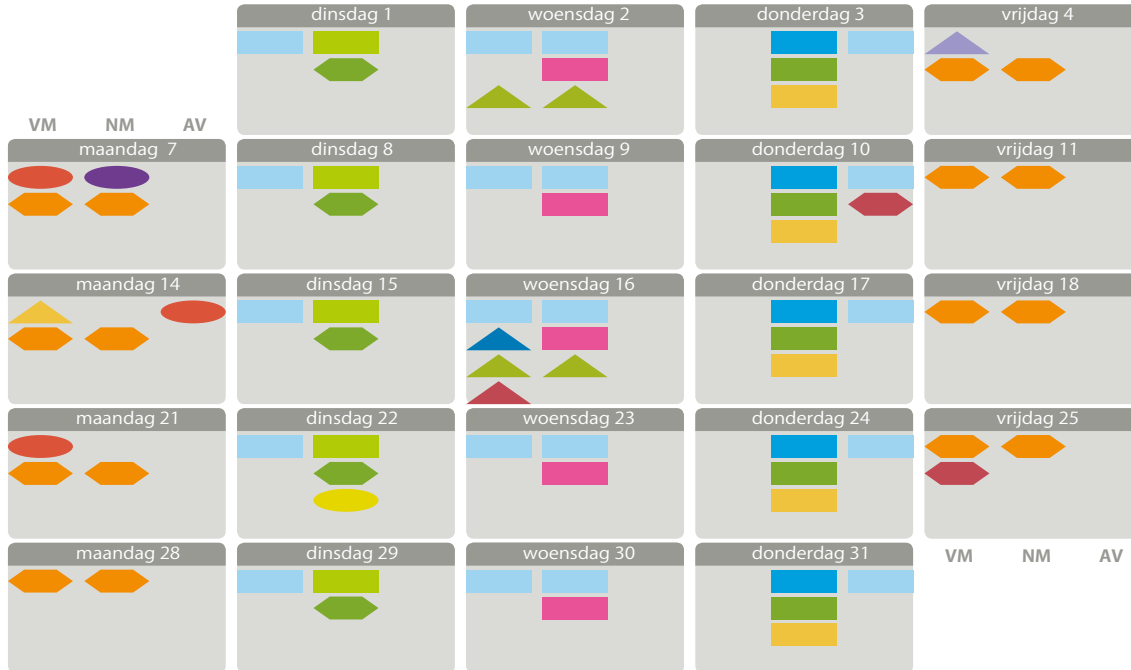 dinsdag 1 woensdag 2 donderdag 3 vrijdag 4
VM NM AV
maandag 7 dinsdag 8 woensdag 9 donderdag 10 vrijdag 11
maandag 14 dinsdag 15 woensdag 16 donderdag 17 vrijdag 18
maandag 21 dinsdag 22 woensdag 23 donderdag 24 vrijdag 25
maandag 28 dinsdag 29 woensdag 30 donderdag 31
VM NM AV